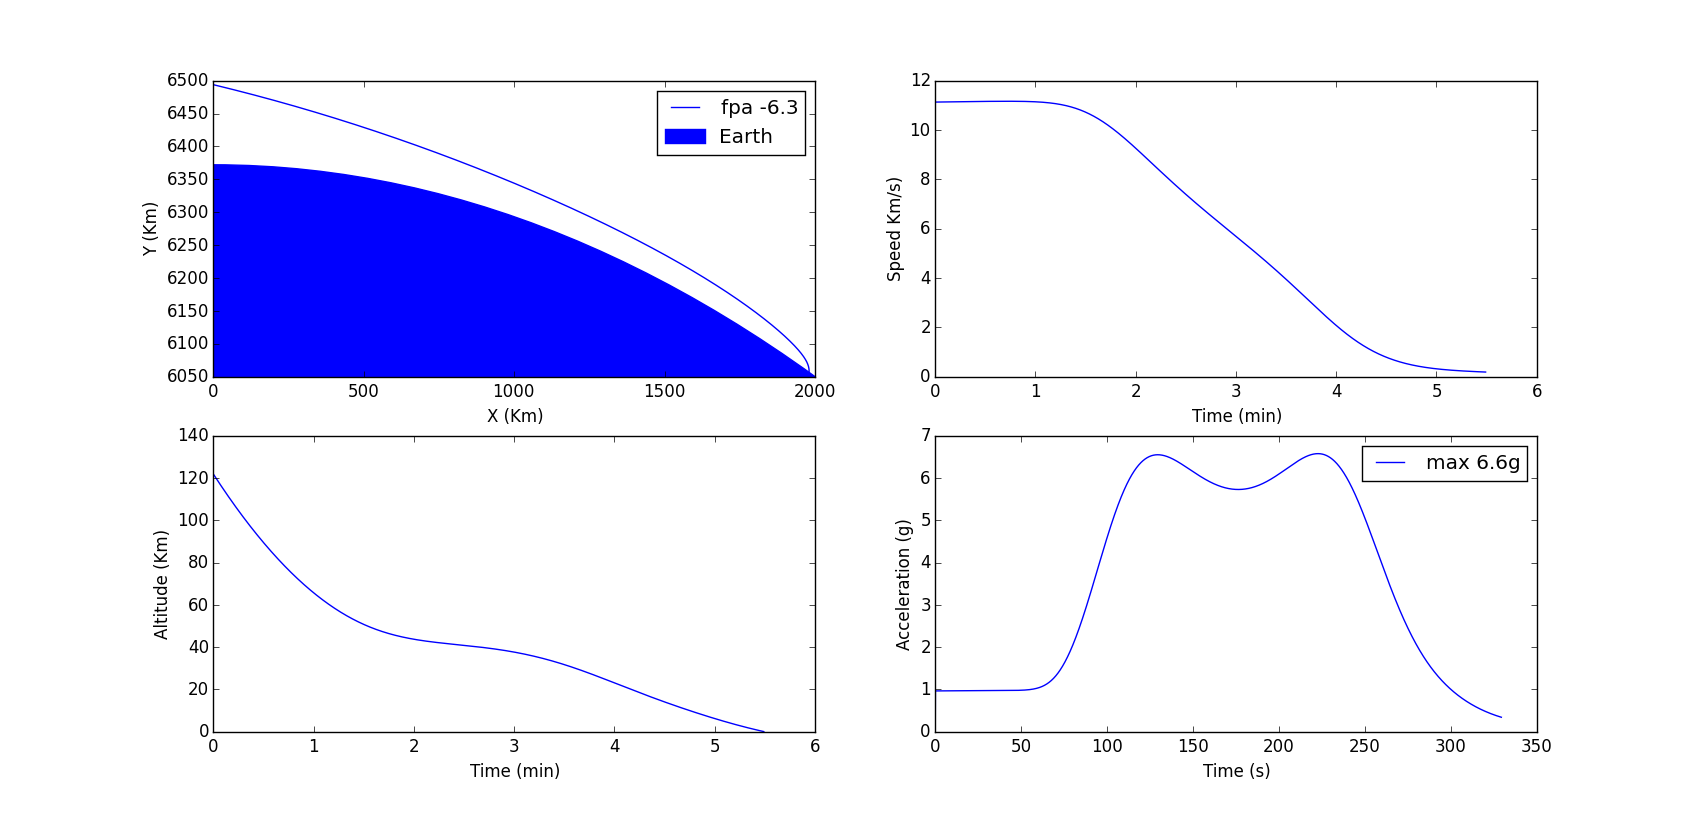 6500
6450
6400
6350
6300
6250
6200
6150
6100
6050
Y (Km)
0 500 1000 1500 2000
X (Km)
fpa -6.3
Earth
12
10
8
6
4
2
0
Speed Km/s)
0 1 2 3 4 5 6
Time (min)
140
120
100
80
60
40
20
0
Altitude (Km)
0 1 2 3 4 5 6
Time (min)
7
6
5
4
3
2
1
0
Acceleration (g)
0 50 100 150 200 250 300 350
Time (s)
max 6.6g